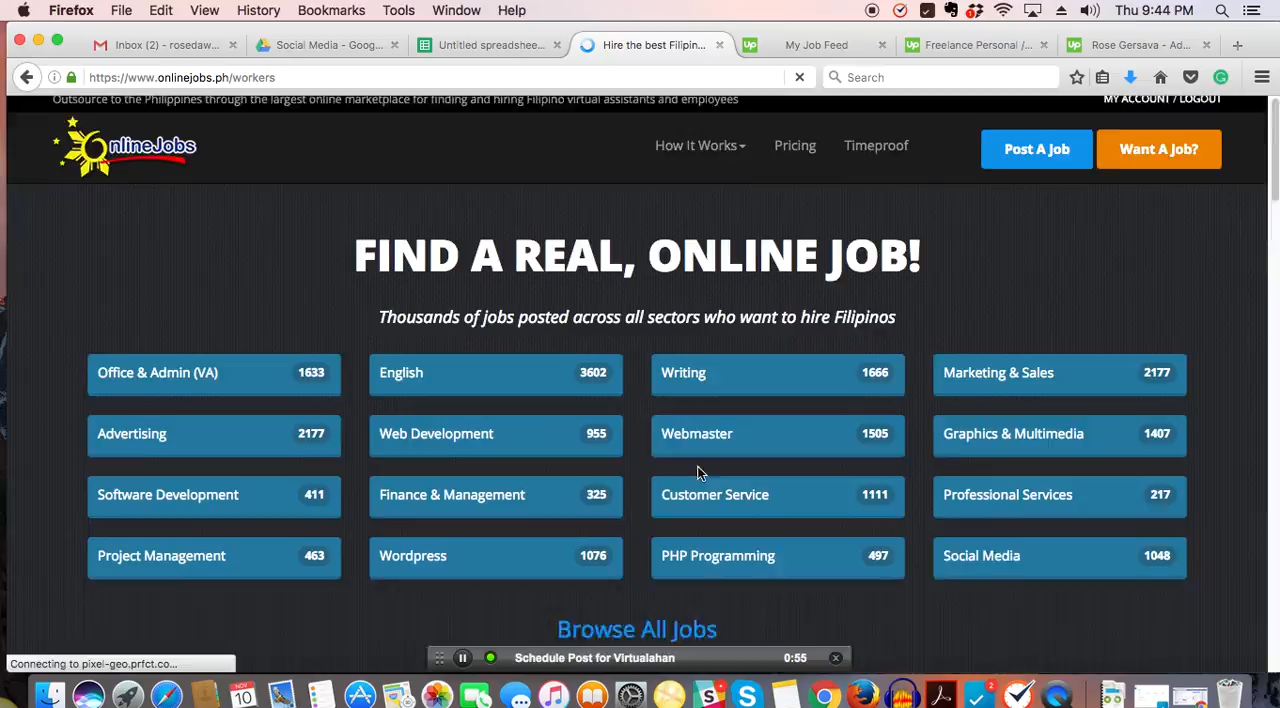 Firefox File Edit View History Bookmarks Tools Window Help Thu 9:44 PM
Inbox (2) - rosedaw... Social Media - Goog... Untitled spreadshee... Hire the best Filipin... My Job Feed Freelance Personal /... Rose Gersava - Ad...
https://www.onlinejobs.ph/workers Search
Outsource to the Philippines through the largest online marketplace for finding and hiring Filipino virtual assistants and employees MY ACCOUNT / LOGOUT
OnlineJobs How It Works Pricing Timeproof Post A Job Want A Job?
FIND A REAL, ONLINE JOB!
Thousands of jobs posted across all sectors who want to hire Filipinos
Office & Admin (VA) 1633 English 3602 Writing 1666 Marketing & Sales 2177
Advertising 2177 Web Development 955 Webmaster 1505 Graphics & Multimedia 1407
Software Development 411 Finance & Management 325 Customer Service 1111 Professional Services 217
Project Management 463 Wordpress 1076 PHP Programming 497 Social Media 1048
Browse All Jobs
Schedule Post for Virtualahan 0:55
Connecting to pixel-geo.prfct.co...
NOV
10
2